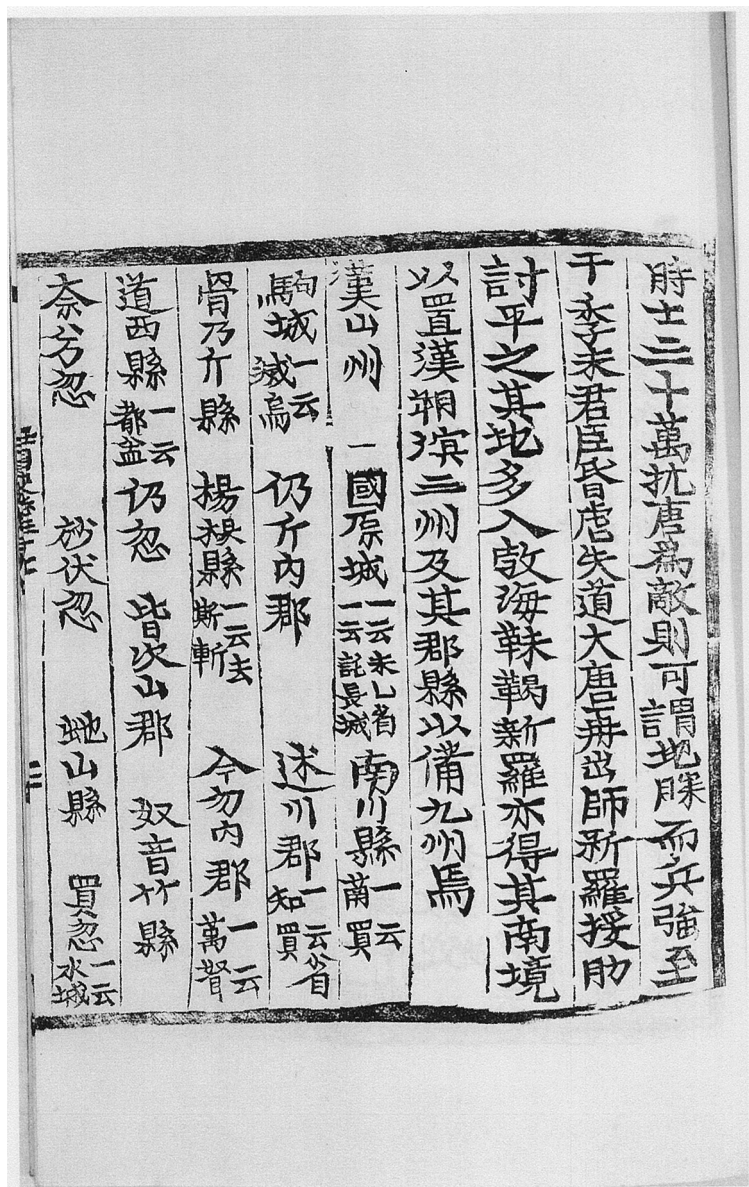 時士三十萬抗唐爲敵則可謂地勝而兵強至
于季末君臣昏虐失道大唐再出師新羅援助
討平之其地多入敀海靺鞨新羅亦得其南境
以置漢朔溟三州及其郡縣以備九州焉
漢山州　一國原城一云未乙省一云託長城　南川縣一云南買
駒城一云滅烏　仍斤內郡　述川郡一云省知買
骨乃斤縣　楊根縣一云去斯斬　今勿內郡一云萬弩
道西縣一云都盆　仍忽　皆次山郡　奴音竹縣
奈兮忽　沙伏忽　虵山縣　買忽一云水城